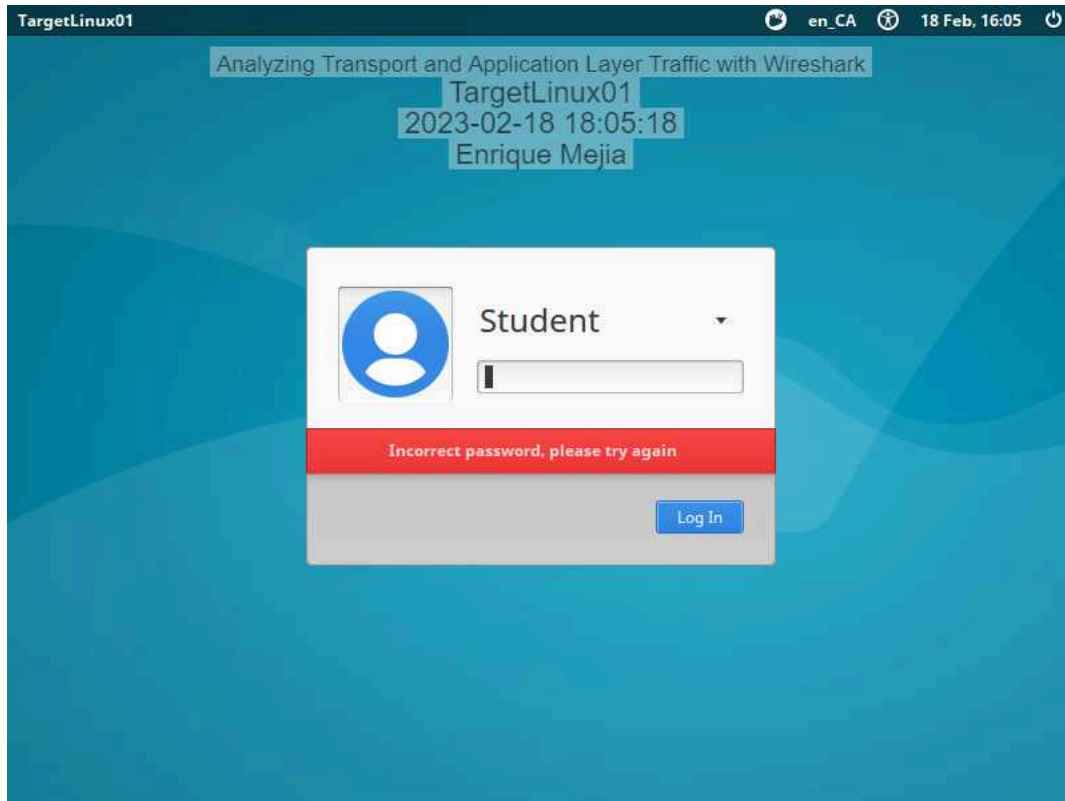 TargetLinux01 en_CA 18 Feb, 16:05
Analyzing Transport and Application Layer Traffic with Wireshark
TargetLinux01
2023-02-18 18:05:18
Enrique Mejia
Student
Incorrect password, please try again
Log In